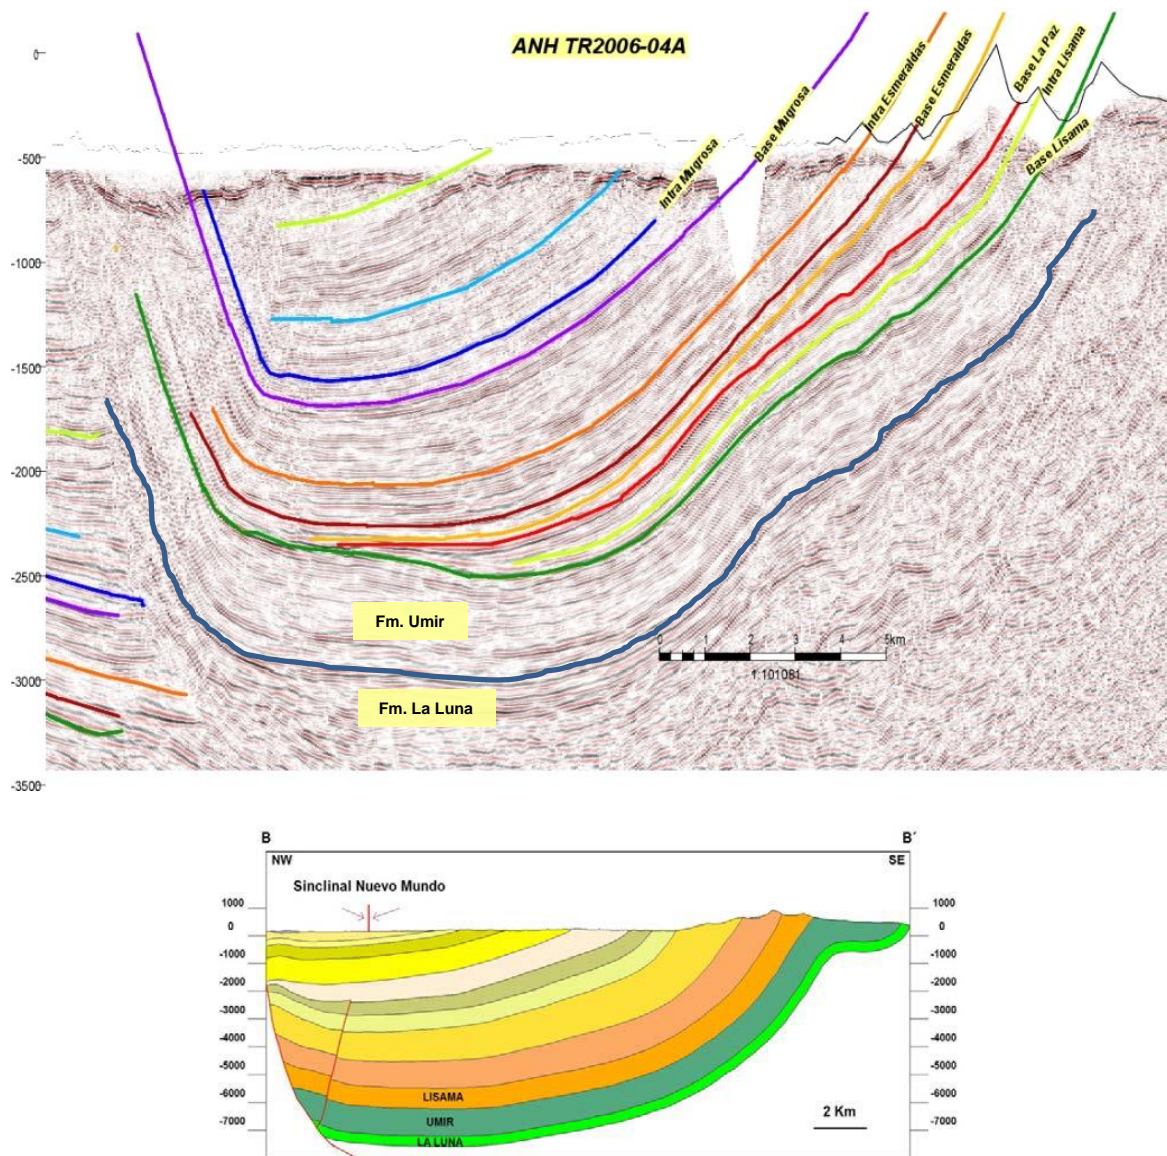 ANH TR2006-04A
0
-500
-1000
-1500
-2000
-2500
-3000
-3500
Intra Mugrosa
Base Mugrosa
Intra Esmeraldas
Base Esmeraldas
Base La Paz
Intra Lisama
Base Lisama
Fm. Umir
Fm. La Luna
0 1 2 3 4 5km
1:101081
B B´
NW SE
Sinclinal Nuevo Mundo
1000 1000
0 0
-1000 -1000
-2000 -2000
-3000 -3000
-4000 -4000
-5000 -5000
-6000 -6000
-7000 -7000
LISAMA
UMIR
LA LUNA
2 Km